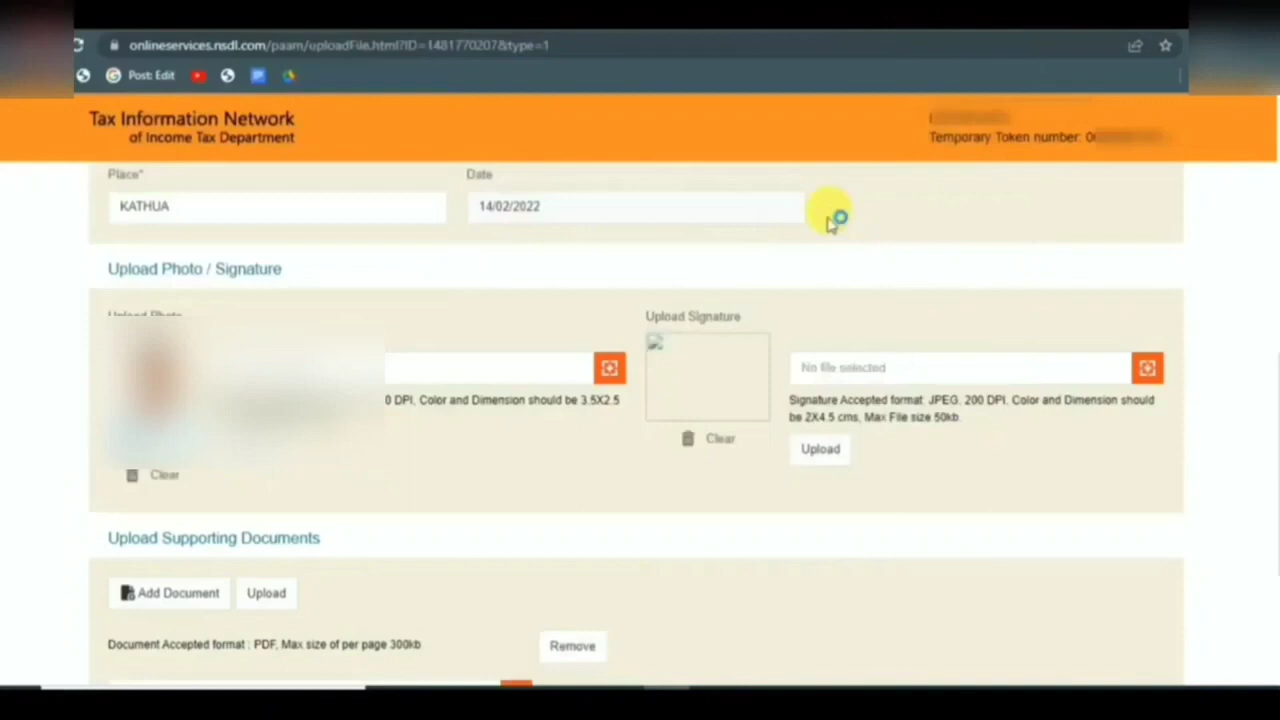 onlineservices.nsdl.com/paam/uploadFile.html?ID=1481770207&type=1
Post: Edit
Tax Information Network
of Income Tax Department
Temporary Token number: 0
Place*
Date
KATHUA
14/02/2022
Upload Photo / Signature
Upload Photo
Upload Signature
No file selected
0 DPI, Color and Dimension should be 3.5X2.5
Signature Accepted format: JPEG, 200 DPI, Color and Dimension should
be 2X4.5 cms, Max File size 50kb.
Clear
Upload
Clear
Upload Supporting Documents
Add Document
Upload
Document Accepted format : PDF, Max size of per page 300kb
Remove